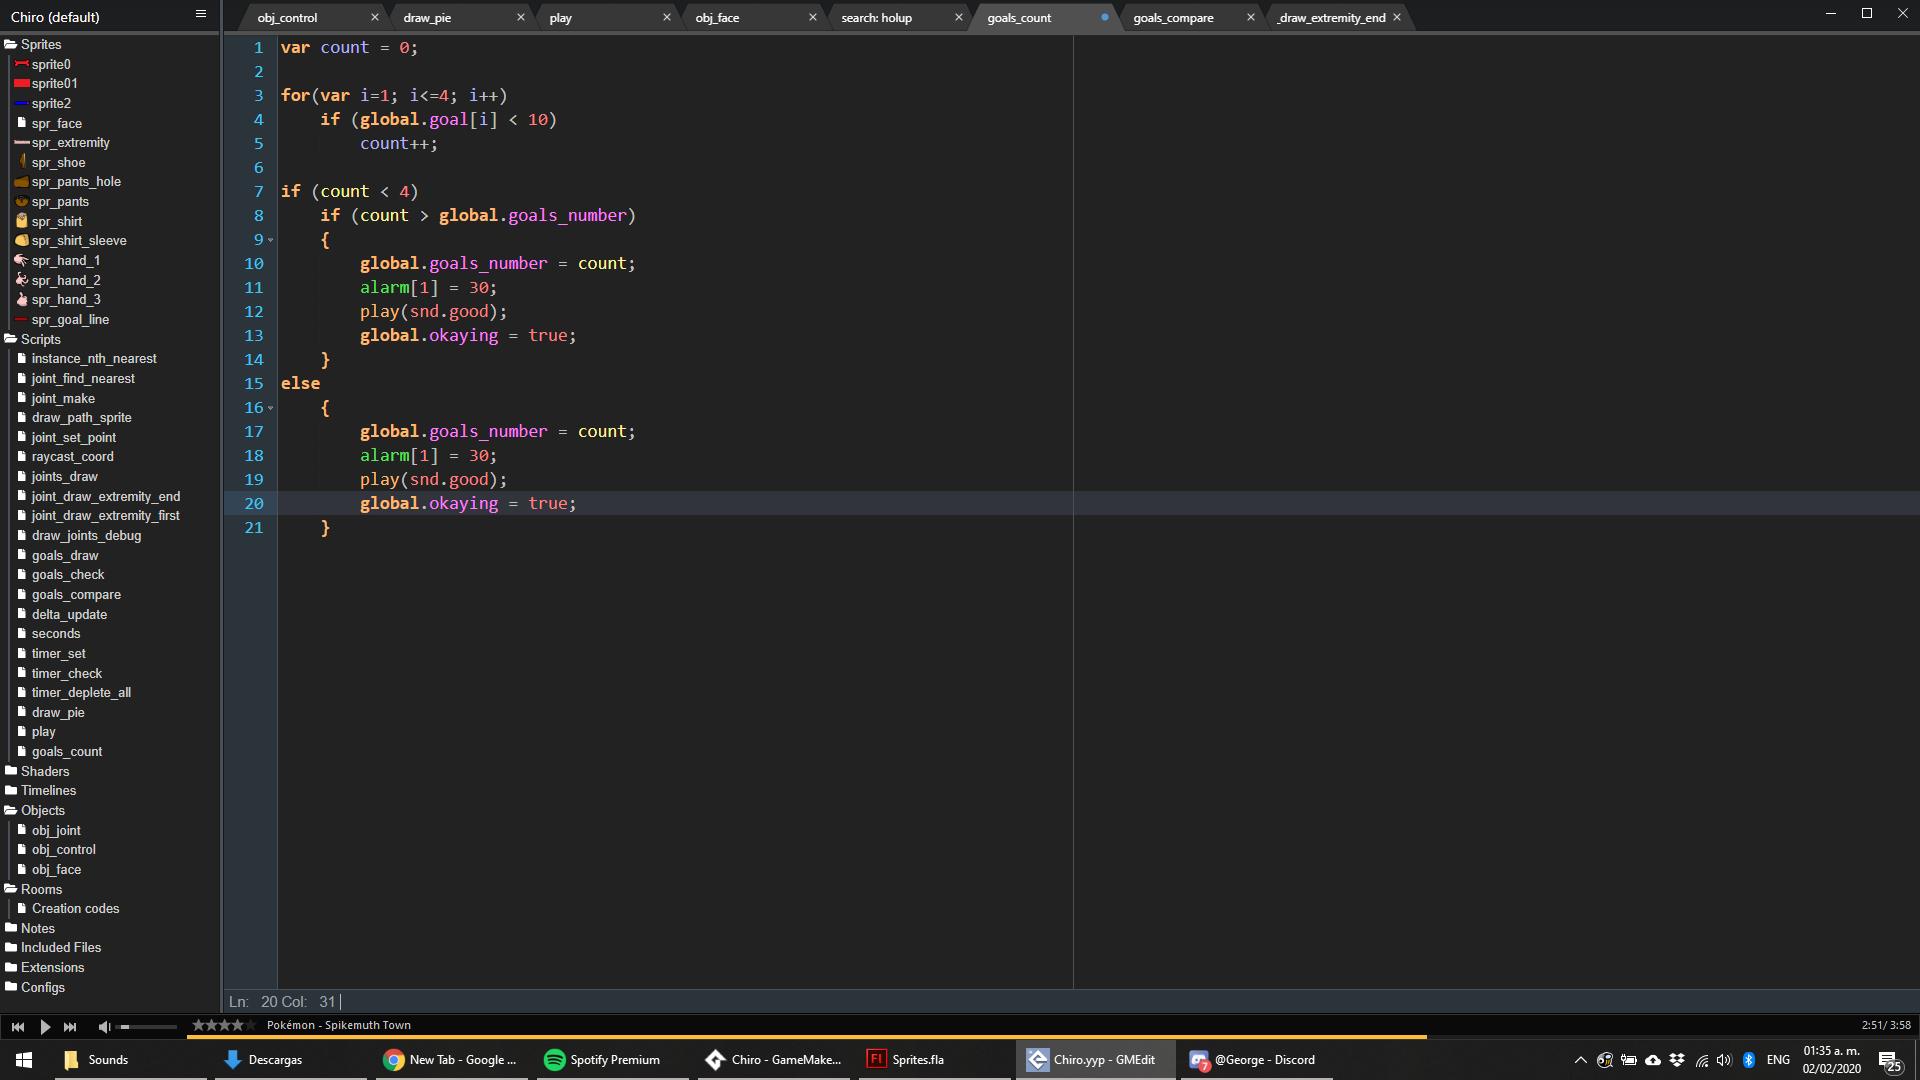 Chiro (default)
obj_control
draw_pie
play
obj_face
search: holup
goals_count
goals_compare
_draw_extremity_end
Sprites
sprite0
sprite01
sprite2
spr_face
spr_extremity
spr_shoe
spr_pants_hole
spr_pants
spr_shirt
spr_shirt_sleeve
spr_hand_1
spr_hand_2
spr_hand_3
spr_goal_line
Scripts
instance_nth_nearest
joint_find_nearest
joint_make
draw_path_sprite
joint_set_point
raycast_coord
joints_draw
joint_draw_extremity_end
joint_draw_extremity_first
draw_joints_debug
goals_draw
goals_check
goals_compare
delta_update
seconds
timer_set
timer_check
timer_deplete_all
draw_pie
play
goals_count
Shaders
Timelines
Objects
obj_joint
obj_control
obj_face
Rooms
Creation codes
Notes
Included Files
Extensions
Configs
1 var count = 0;
2
3 for(var i=1; i<=4; i++)
4 if (global.goal[i] < 10)
5 count++;
6
7 if (count < 4)
8 if (count > global.goals_number)
9 {
10 global.goals_number = count;
11 alarm[1] = 30;
12 play(snd.good);
13 global.okaying = true;
14 }
15 else
16 {
17 global.goals_number = count;
18 alarm[1] = 30;
19 play(snd.good);
20 global.okaying = true;
21 }
Ln: 20 Col: 31
Pokémon - Spikemuth Town
2:51/ 3:58
Sounds
Descargas
New Tab - Google ...
Spotify Premium
Chiro - GameMake...
Fl
Sprites.fla
Chiro.yyp - GMEdit
7
@George - Discord
ENG
01:35 a. m.
02/02/2020
25